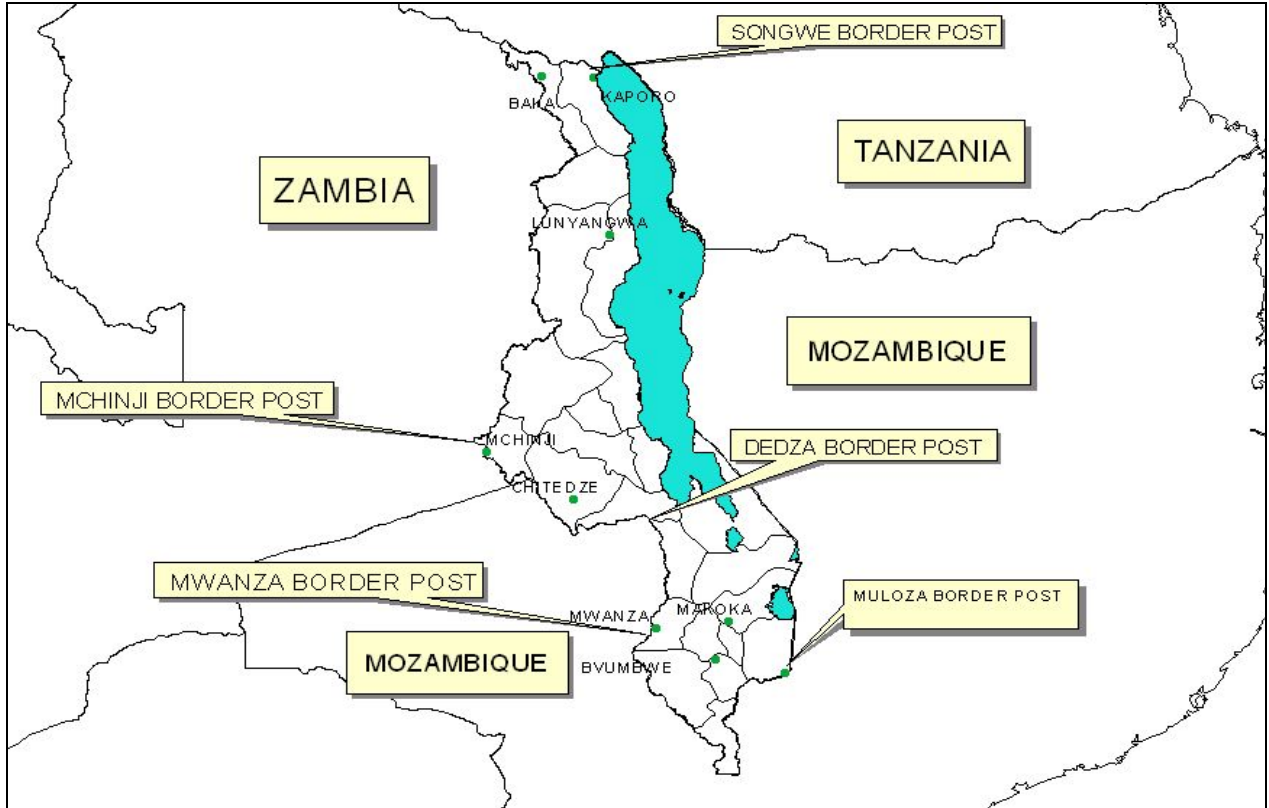 SONGWE BORDER POST
BAKA
KAPORO
TANZANIA
ZAMBIA
LUNYANGWA
MOZAMBIQUE
MCHINJI BORDER POST
MCHINJI
DEDZA BORDER POST
CHITEDZE
MWANZA BORDER POST
MWANZA
MAKOKA
MULOZA BORDER POST
MOZAMBIQUE
BVUMBWE